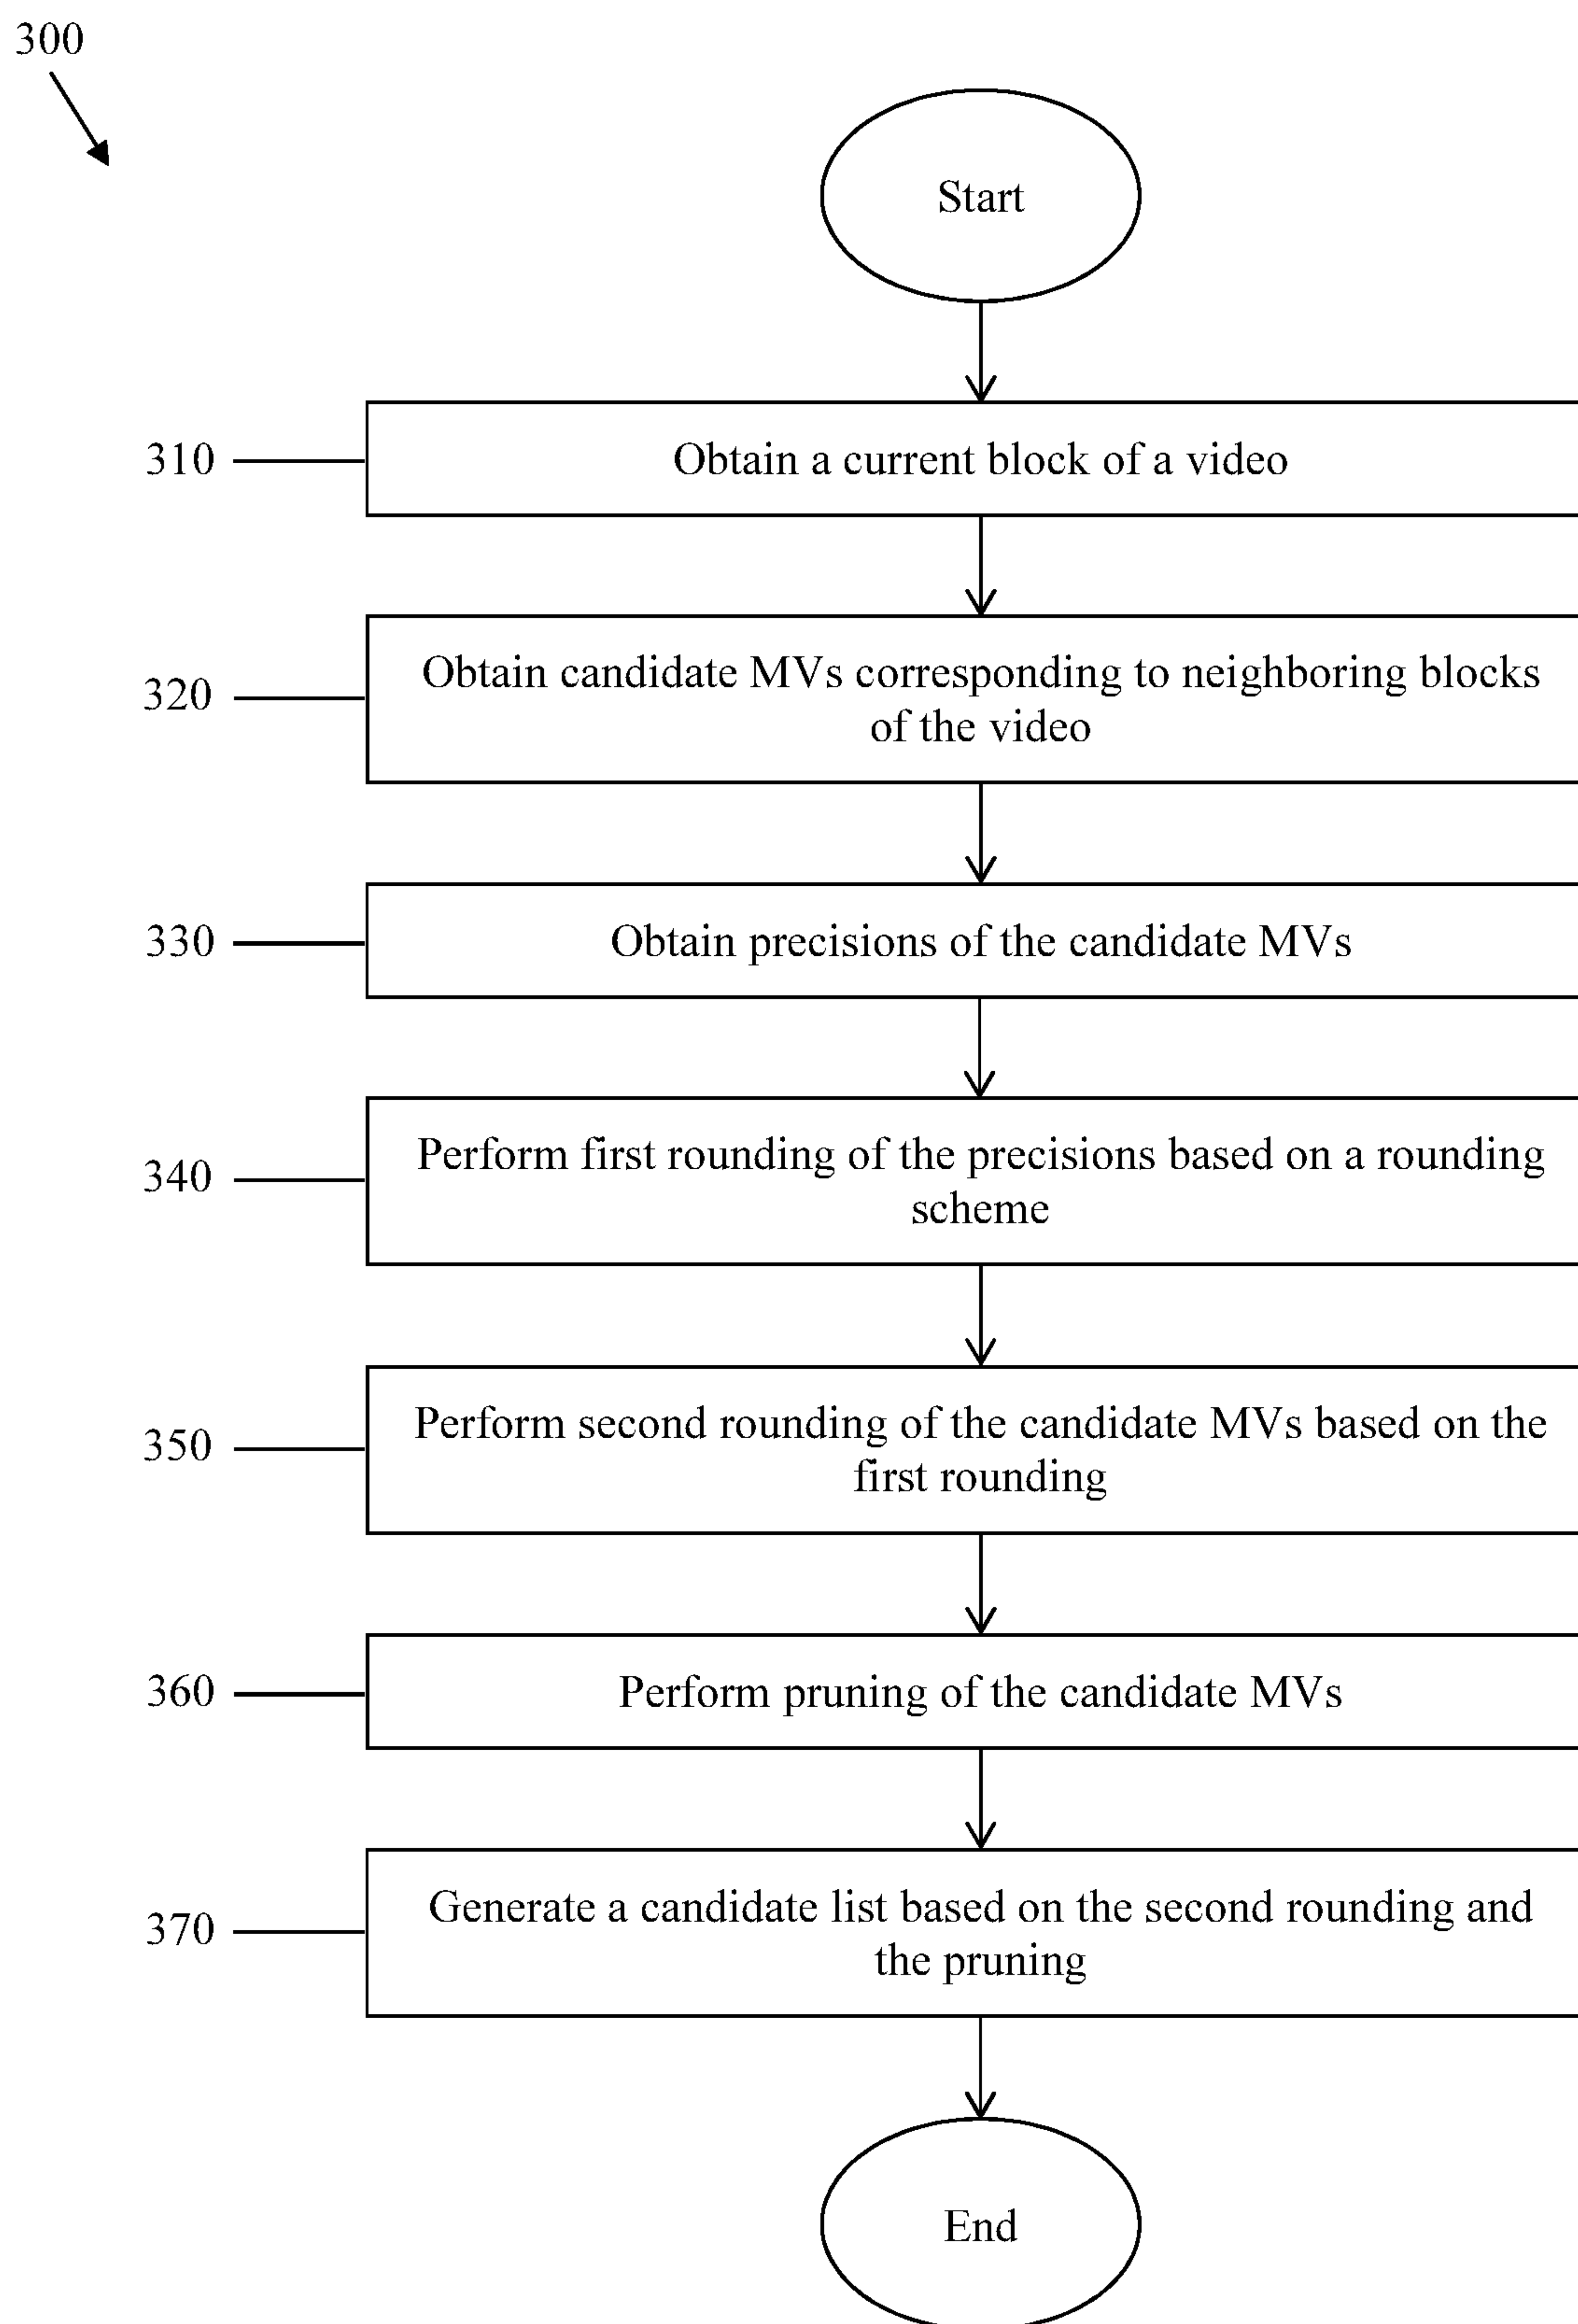 300
Start
310
Obtain a current block of a video
320
Obtain candidate MVs corresponding to neighboring blocks
of the video
330
Obtain precisions of the candidate MVs
340
Perform first rounding of the precisions based on a rounding
scheme
350
Perform second rounding of the candidate MVs based on the
first rounding
360
Perform pruning of the candidate MVs
370
Generate a candidate list based on the second rounding and
the pruning
End